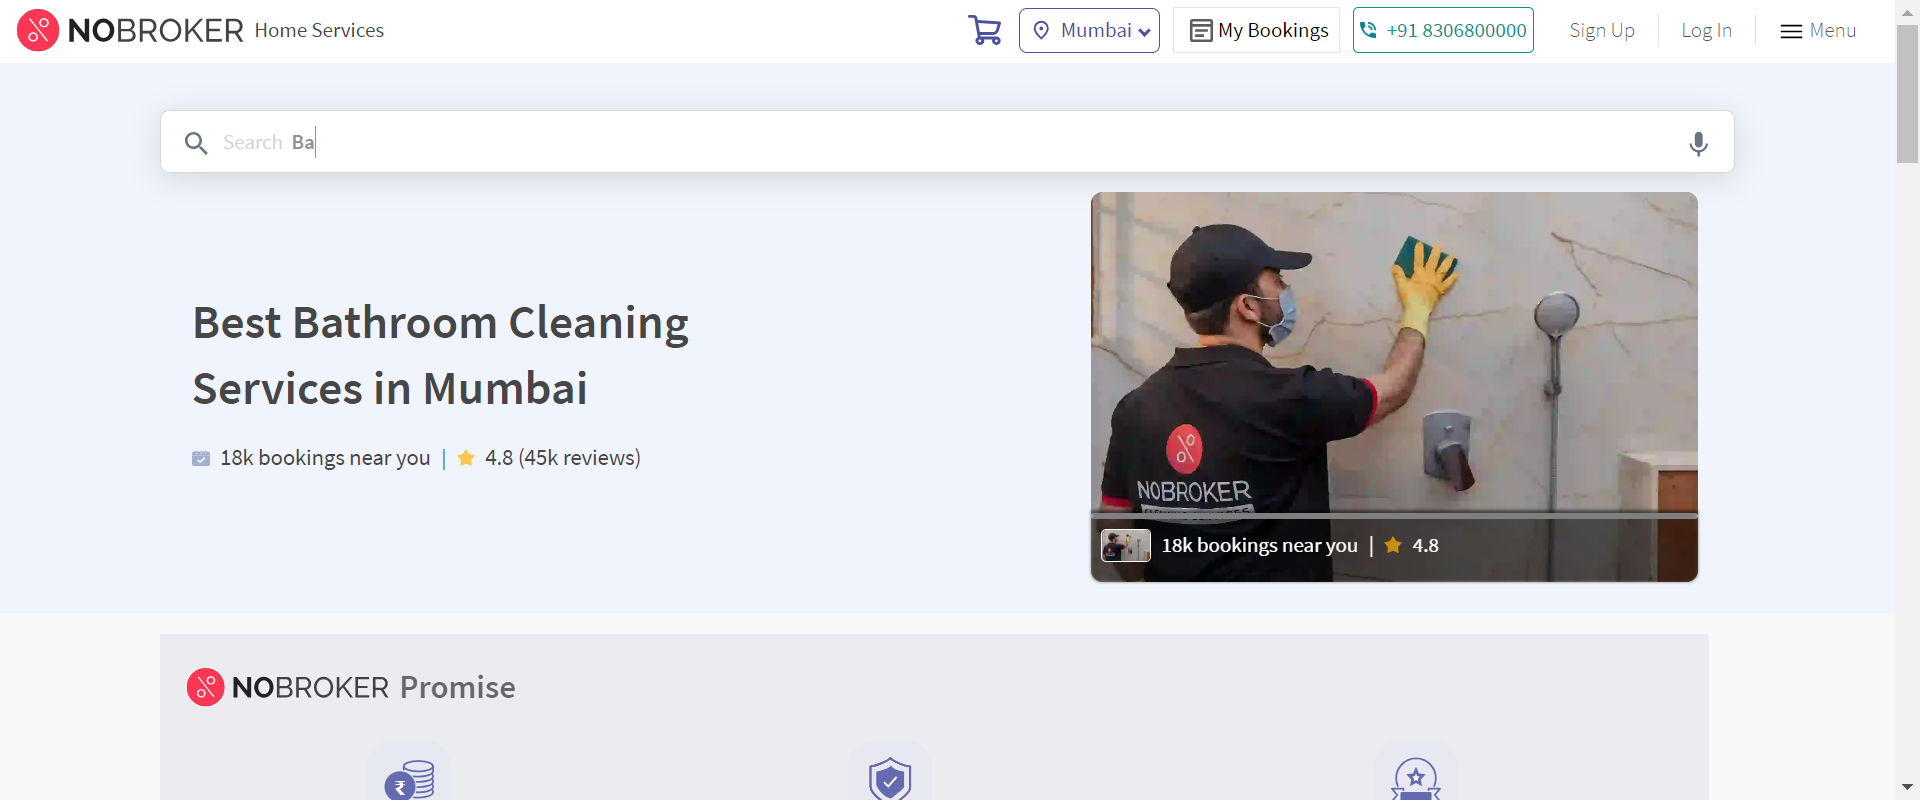 NOBROKER Home Services
Mumbai
My Bookings
+91 8306800000
Sign Up
Log In
Menu
Search Ba
Best Bathroom Cleaning
Services in Mumbai
18k bookings near you | 4.8 (45k reviews)
NOBROKER
18k bookings near you | 4.8
NOBROKER Promise